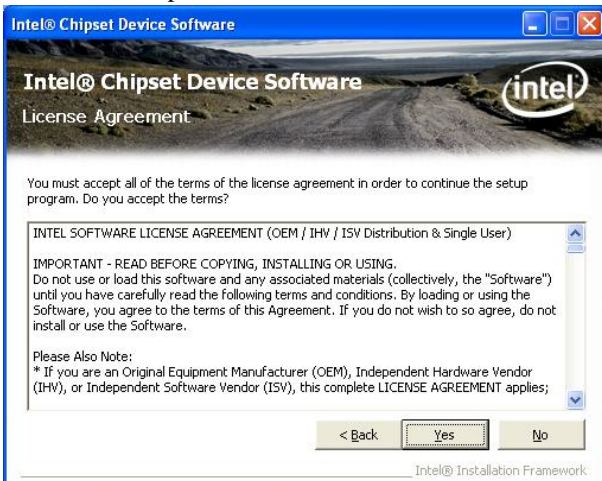 Intel® Chipset Device Software
Intel® Chipset Device Software
intel
License Agreement
You must accept all of the terms of the license agreement in order to continue the setup
program. Do you accept the terms?
INTEL SOFTWARE LICENSE AGREEMENT (OEM / IHV / ISV Distribution & Single User)
IMPORTANT - READ BEFORE COPYING, INSTALLING OR USING.
Do not use or load this software and any associated materials (collectively, the "Software")
until you have carefully read the following terms and conditions. By loading or using the
Software, you agree to the terms of this Agreement. If you do not wish to so agree, do not
install or use the Software.
Please Also Note:
* If you are an Original Equipment Manufacturer (OEM), Independent Hardware Vendor
(IHV), or Independent Software Vendor (ISV), this complete LICENSE AGREEMENT applies;
< Back Yes No
Intel® Installation Framework